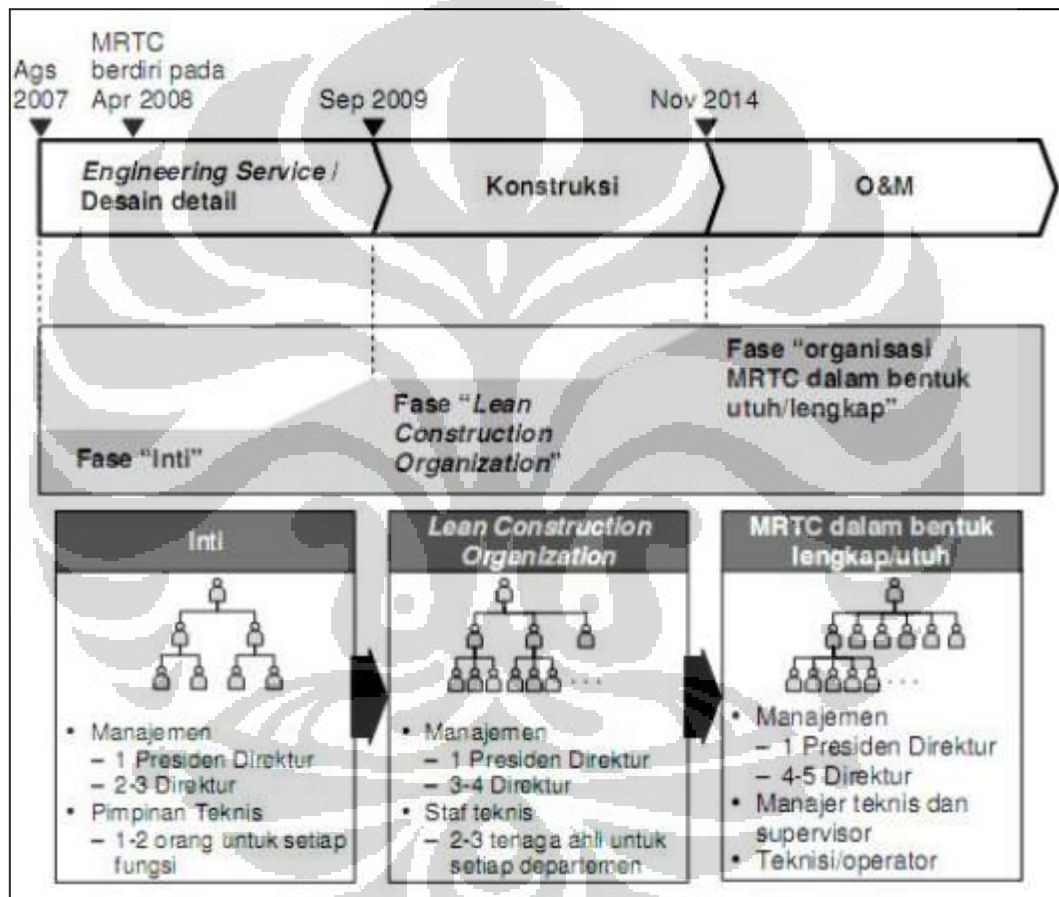 Ags
2007
MRTC
berdiri pada
Apr 2008
Sep 2009
Nov 2014
Engineering Service /
Desain detail
Konstruksi
O&M
Fase "Inti"
Fase "Lean
Construction
Organization"
Fase "organisasi
MRTC dalam bentuk
utuh/lengkap"
Inti
• Manajemen
– 1 Presiden Direktur
– 2-3 Direktur
• Pimpinan Teknis
– 1-2 orang untuk setiap
fungsi
Lean Construction
Organization
...
• Manajemen
– 1 Presiden Direktur
– 3-4 Direktur
• Staf teknis
– 2-3 tenaga ahli untuk
setiap departemen
MRTC dalam bentuk
lengkap/utuh
...
• Manajemen
– 1 Presiden Direktur
– 4-5 Direktur
• Manajer teknis dan
supervisor
• Teknisi/operator